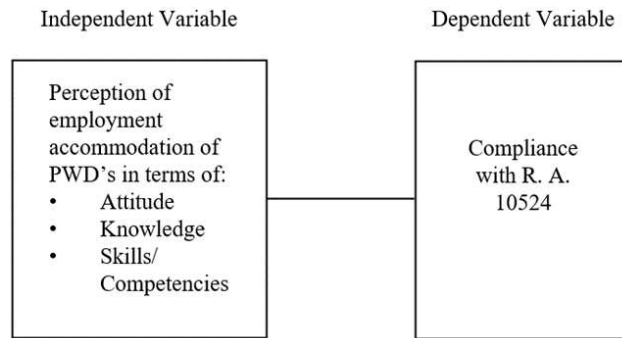 Independent Variable
Dependent Variable
Perception of
employment
accommodation of
PWD's in terms of:
• Attitude
• Knowledge
• Skills/
Competencies
Compliance
with R. A.
10524